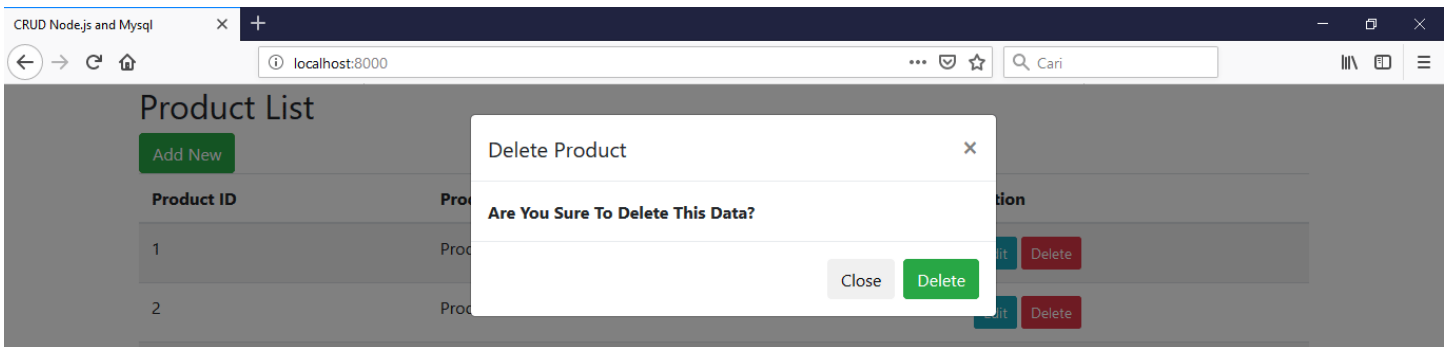 CRUD Node.js and Mysql
localhost:8000
Cari
Product List
Add New
Delete Product
Product ID
Are You Sure To Delete This Data?
1
Delete
Close
Delete
2
Delete